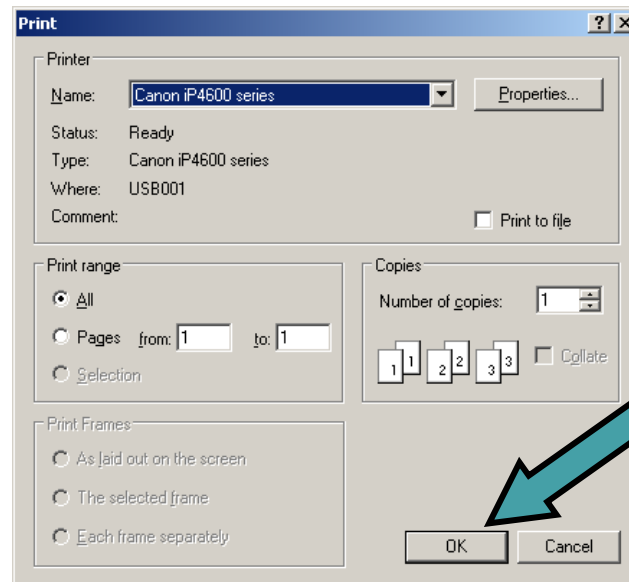 Print
Printer
Name: Canon iP4600 series Properties...
Status: Ready
Type: Canon iP4600 series
Where: USB001
Comment: Print to file
Print range
All
Pages from: 1 to: 1
Selection
Copies
Number of copies: 1
1 1 2 2 3 3 Collate
Print Frames
As laid out on the screen
The selected frame
Each frame separately
OK Cancel